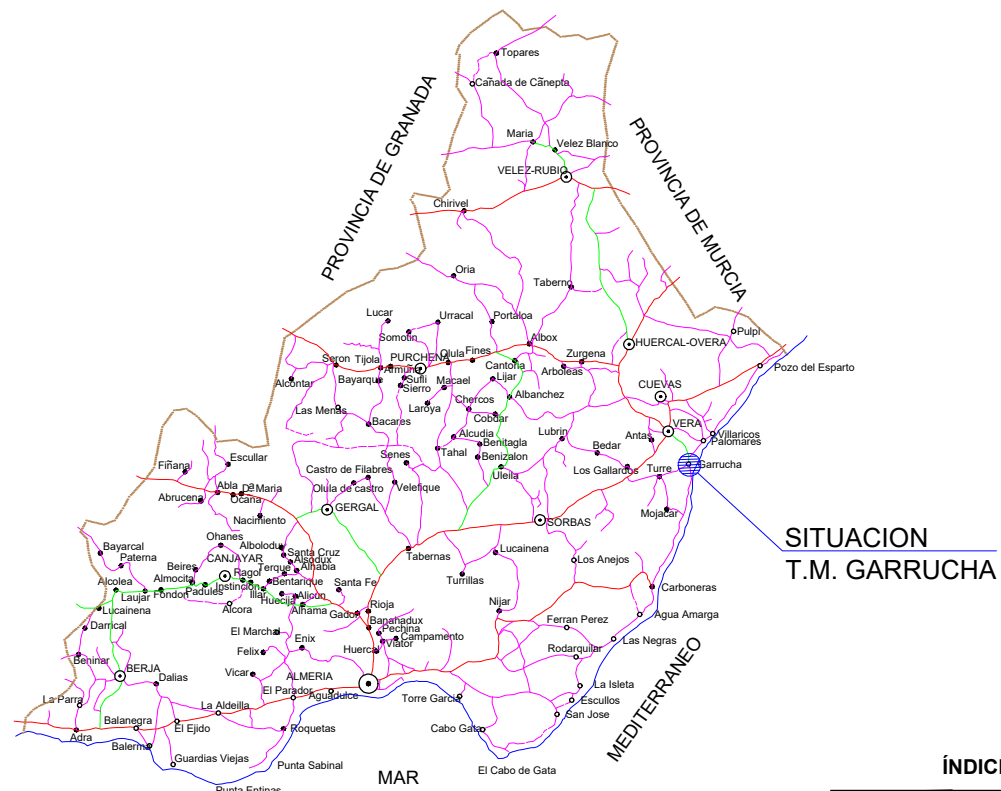 Topares
Cañada de Cañepla
PROVINCIA DE GRANADA
Maria
Velez Blanco
VELEZ-RUBIO
PROVINCIA DE MURCIA
Chirivel
Oria
Taberno
Lucar
Urracal
Portaloa
Somotin
Pulpi
Albox
HUERCAL-OVERA
Seron
Tijola
PURCHENA
Olula
Fines
Zurgena
Cantoria
Arboleas
Pozo del Esparto
Armuña
Alcontar
Bayarque
Sufli
Sierro
Macael
Lijar
CUEVAS
Las Menas
Laroya
Chercos
Albanchez
Bacares
Cobdar
VERA
Villaricos
Alcudia
Lubrin
Antas
Palomares
Tahal
Benitagla
Bedar
Benizalon
Senes
Escullar
Fiñana
Castro de Filabres
Uleila
Los Gallardos
Turre
Garrucha
Abla
Dª Maria
Olula de castro
Velefique
Abrucena
Ocaña
GERGAL
Mojacar
Nacimiento
SORBAS
SITUACION
T.M. GARRUCHA
Ohanes
Alboloduy
Santa Cruz
Bayarcal
Paterna
CANJAYAR
Alsodux
Tabernas
Lucainena
Los Anejos
Beires
Terque
Alhabia
Ragol
Alcolea
Almocita
Instincion
Bentarique
Santa Fe
Turrillas
Carboneras
Laujar
Fondon
Padules
Illar
Huecija
Alicun
Lucainena
Alcora
Alhama
Gador
Rioja
Nijar
Agua Amarga
Darrical
El Marchal
Enix
Banahadux
Pechina
Campamento
Ferran Perez
Viator
Las Negras
Beninar
Felix
Huercal
Rodarquilar
BERJA
Dalias
Vicar
ALMERIA
La Isleta
La Parra
El Parador
Aguadulce
Torre Garcia
Escullos
MEDITERRANEO
La Aldeilla
San Jose
Adra
Balanegra
El Ejido
Roquetas
Cabo Gata
Balerma
Guardias Viejas
Punta Sabinal
El Cabo de Gata
MAR
Punta Entinas